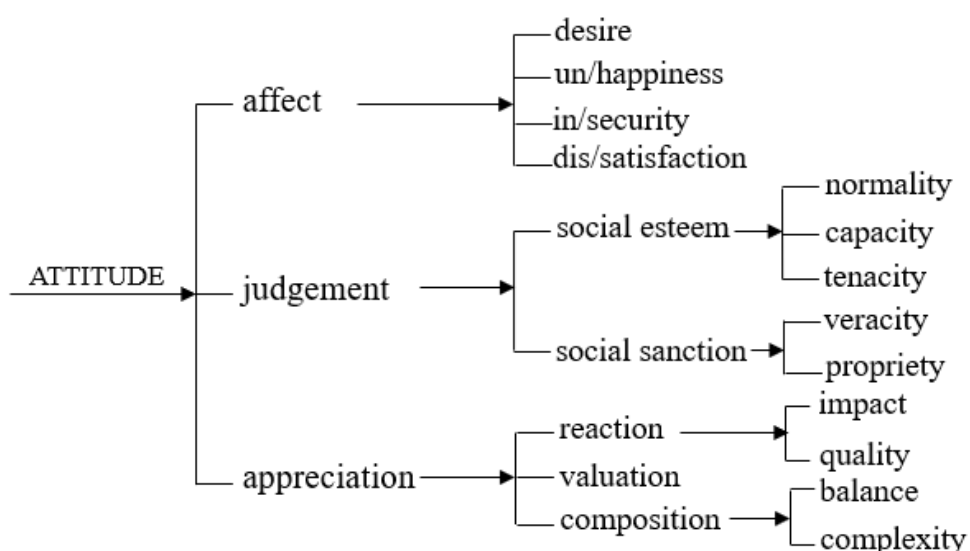 desire
un/happiness
affect
in/security
dis/satisfaction
normality
social esteem
capacity
tenacity
ATTITUDE
judgement
veracity
social sanction
propriety
impact
reaction
quality
appreciation
valuation
balance
composition
complexity